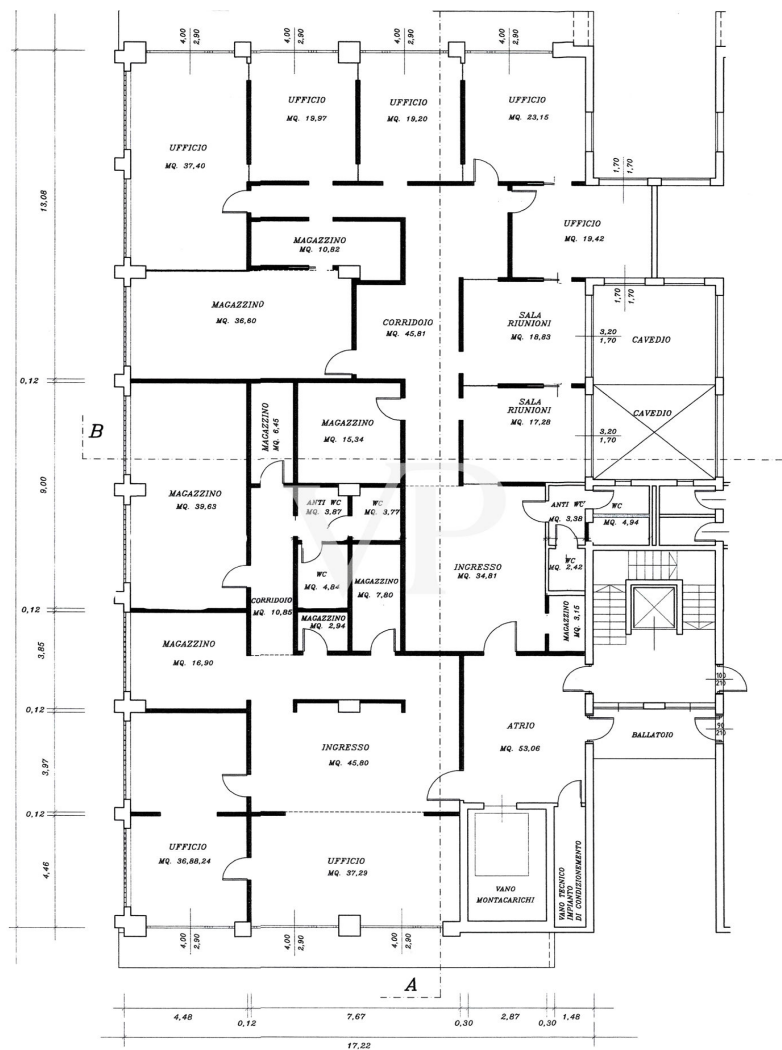 4,00
2,90
4,00
2,90
4,00
2,90
4,00
2,90
UFFICIO
MQ. 37,40
UFFICIO
MQ. 19,97
UFFICIO
MQ. 19,20
UFFICIO
MQ. 23,15
1,70
1,70
13,08
MAGAZZINO
MQ. 10,82
UFFICIO
MQ. 19,42
1,70
1,70
MAGAZZINO
MQ. 36,60
CORRIDOIO
MQ. 45,81
SALA
RIUNIONI
MQ. 18,83
3,20
1,70
CAVEDIO
0,12
B
MAGAZZINO
MQ. 6,45
MAGAZZINO
MQ. 15,34
SALA
RIUNIONI
MQ. 17,28
3,20
1,70
CAVEDIO
9,00
VP
MAGAZZINO
MQ. 39,63
ANTI WC
MQ. 3,87
WC
MQ. 3,77
ANTI WC
MQ. 3,38
WC
MQ. 4,94
INGRESSO
MQ. 34,81
WC
MQ. 4,84
MAGAZZINO
MQ. 7,80
WC
MQ. 2,42
CORRIDOIO
MQ. 10,85
0,12
MAGAZZINO
MQ. 2,94
MAGAZZINO
MQ. 3,15
3,85
MAGAZZINO
MQ. 16,90
100
210
0,12
INGRESSO
MQ. 45,80
ATRIO
MQ. 53,06
BALLATOIO
90
210
3,97
0,12
UFFICIO
MQ. 36,88,24
UFFICIO
MQ. 37,29
4,46
VANO
MONTACARICHI
VANO TECNICO
IMPIANTO
DI CONDIZIONEMENTO
4,00
2,90
4,00
2,90
4,00
2,90
A
4,48
0,12
7,67
0,30
2,87
0,30
1,48
17,22